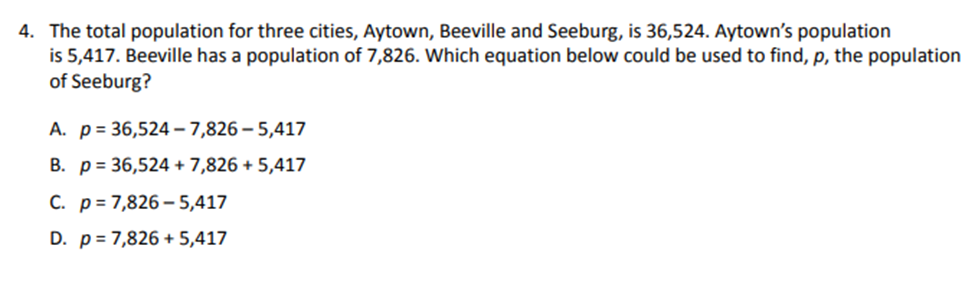 4. The total population for three cities, Aytown, Beeville and Seeburg, is 36,524. Aytown’s population
is 5,417. Beeville has a population of 7,826. Which equation below could be used to find, p, the population
of Seeburg?
A. p = 36,524 – 7,826 – 5,417
B. p = 36,524 + 7,826 + 5,417
C. p = 7,826 – 5,417
D. p = 7,826 + 5,417